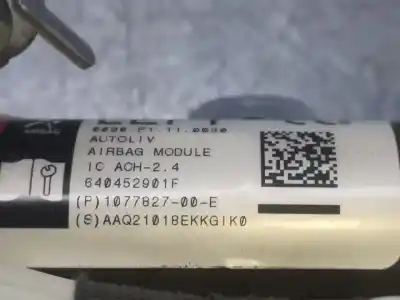 AUTOLIV
AIRBAG MODULE
IC ACH-2.4
640452901F
(P)1077827-00-E
(S)AAQ21018EKKGIK0